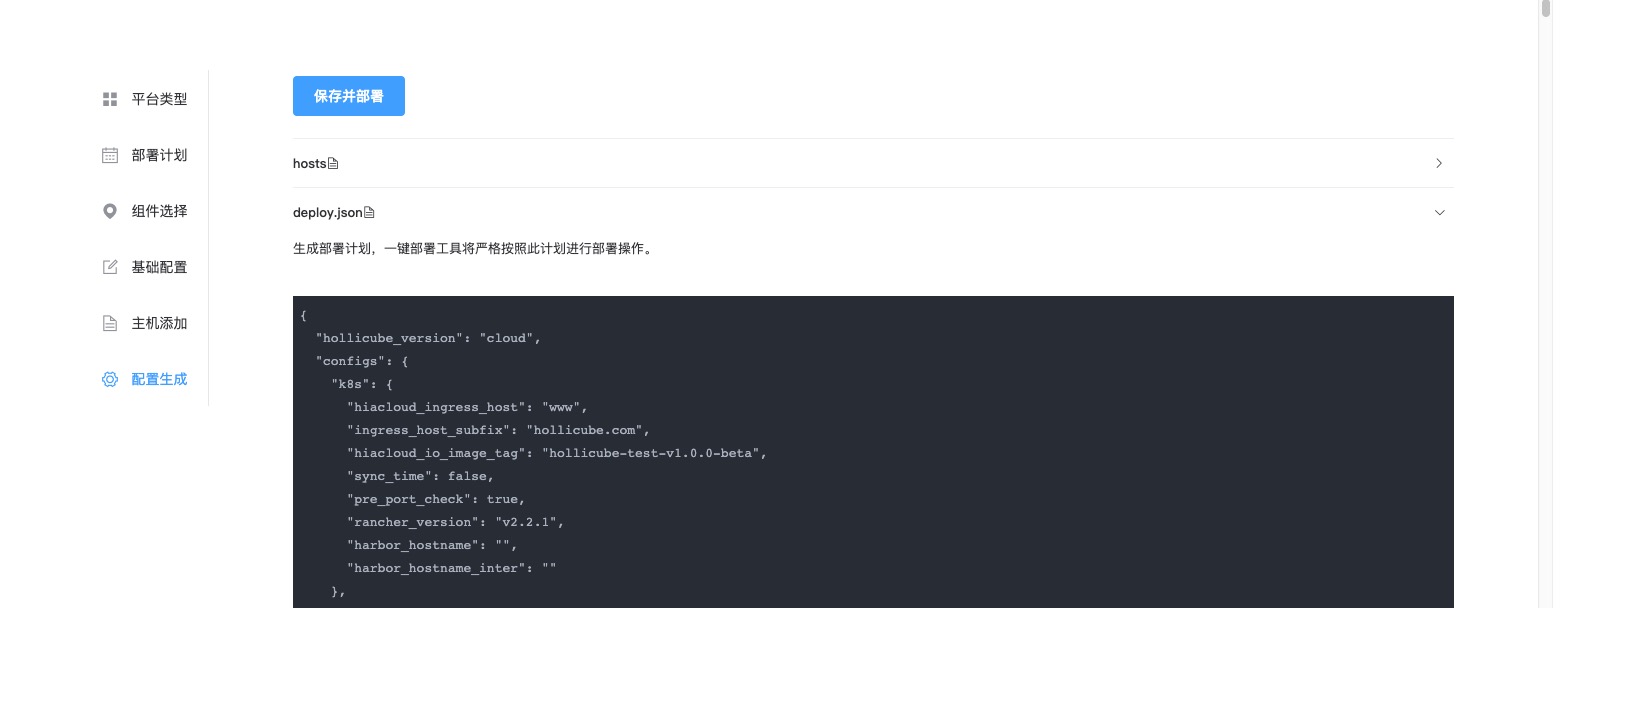 平台类型
部署计划
组件选择
基础配置
主机添加
配置生成
保存并部署
hosts
deploy.json
生成部署计划，一键部署工具将严格按照此计划进行部署操作。
{
  "hollicube_version": "cloud",
  "configs": {
    "k8s": {
      "hiacloud_ingress_host": "www",
      "ingress_host_subfix": "hollicube.com",
      "hiacloud_io_image_tag": "hollicube-test-v1.0.0-beta",
      "sync_time": false,
      "pre_port_check": true,
      "rancher_version": "v2.2.1",
      "harbor_hostname": "",
      "harbor_hostname_inter": ""
    },